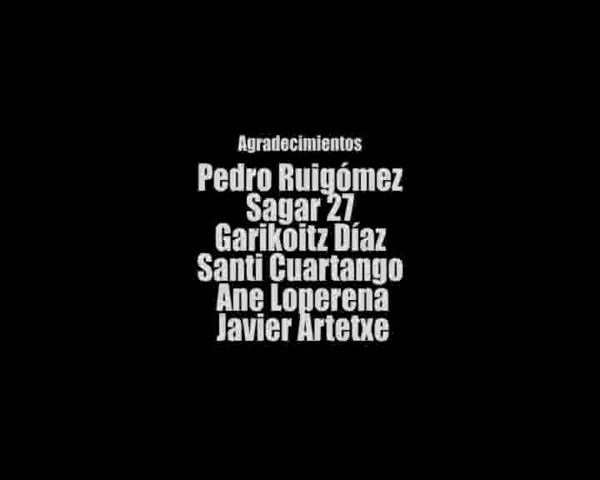 Agradecimientos
Pedro Ruigómez
Sagar 27
Garikoitz Díaz
Santi Cuartango
Ane Loperena
Javier Artetxe